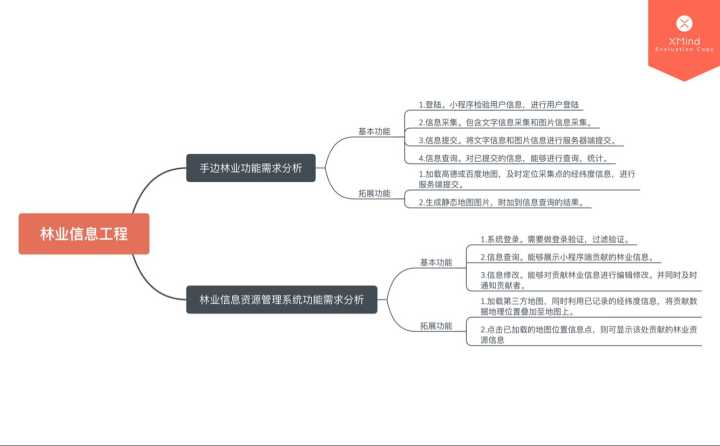 XMind
Evaluation Copy
林业信息工程
手边林业功能需求分析
基本功能
1.登陆。小程序检验用户信息，进行用户登陆
2.信息采集。包含文字信息采集和图片信息采集。
3.信息提交。将文字信息和图片信息进行服务器端提交。
4.信息查询。对已提交的信息，能够进行查询、统计。
拓展功能
1.加载高德或百度地图，及时定位采集点的经纬度信息，进行
服务端提交。
2.生成静态地图图片，附加到信息查询的结果。
林业信息资源管理系统功能需求分析
基本功能
1.系统登录。需要做登录验证，过滤验证。
2.信息查询。能够展示小程序端贡献的林业信息。
3.信息修改。能够对贡献林业信息进行编辑修改。并同时及时
通知贡献者。
拓展功能
1.加载第三方地图，同时利用已记录的经纬度信息，将贡献数
据地理位置叠加至地图上。
2.点击已加载的地图位置信息点，则可显示该处贡献的林业资
源信息